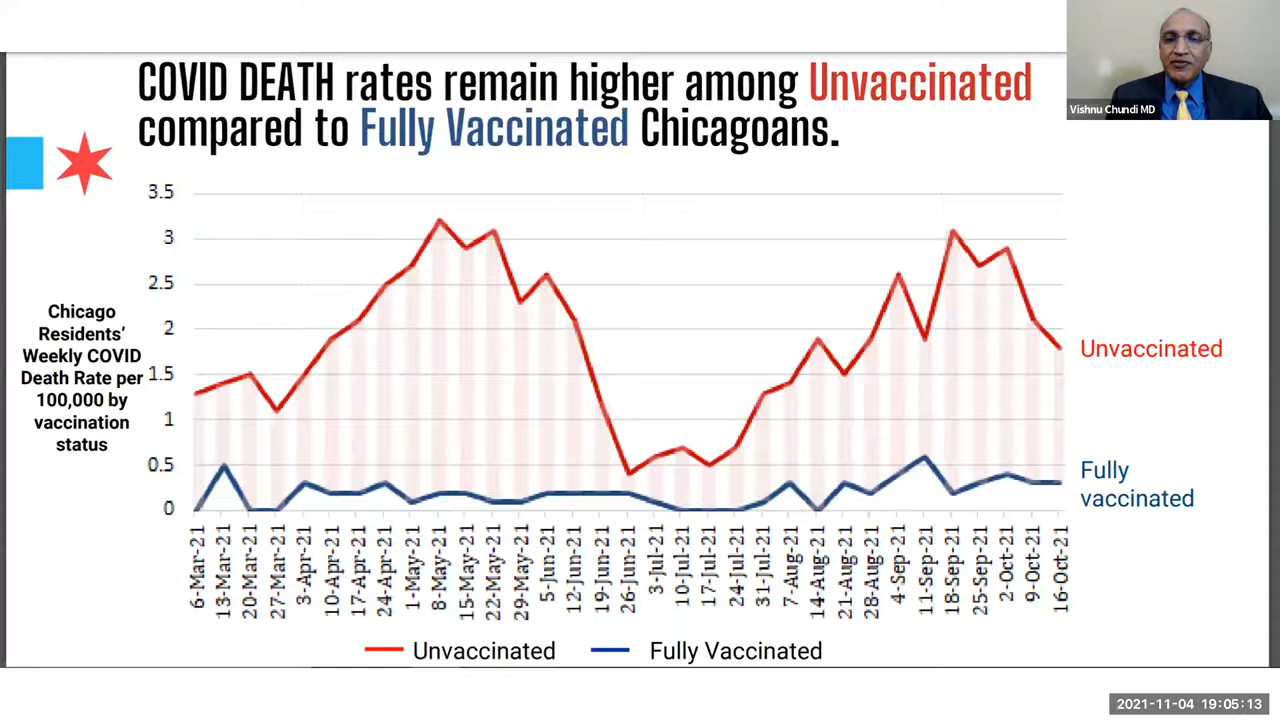 COVID DEATH rates remain higher among Unvaccinated
compared to Fully Vaccinated Chicagoans.
Vishnu Chundi MD
Chicago
Residents’
Weekly COVID
Death Rate per
100,000 by
vaccination
status
3.5
3
2.5
2
1.5
1
0.5
0
Unvaccinated
Fully
vaccinated
6-Mar-21
13-Mar-21
20-Mar-21
27-Mar-21
3-Apr-21
10-Apr-21
17-Apr-21
24-Apr-21
1-May-21
8-May-21
15-May-21
22-May-21
29-May-21
5-Jun-21
12-Jun-21
19-Jun-21
26-Jun-21
3-Jul-21
10-Jul-21
17-Jul-21
24-Jul-21
31-Jul-21
7-Aug-21
14-Aug-21
21-Aug-21
28-Aug-21
4-Sep-21
11-Sep-21
18-Sep-21
25-Sep-21
2-Oct-21
9-Oct-21
16-Oct-21
Unvaccinated
Fully Vaccinated
2021-11-04 19:05:13